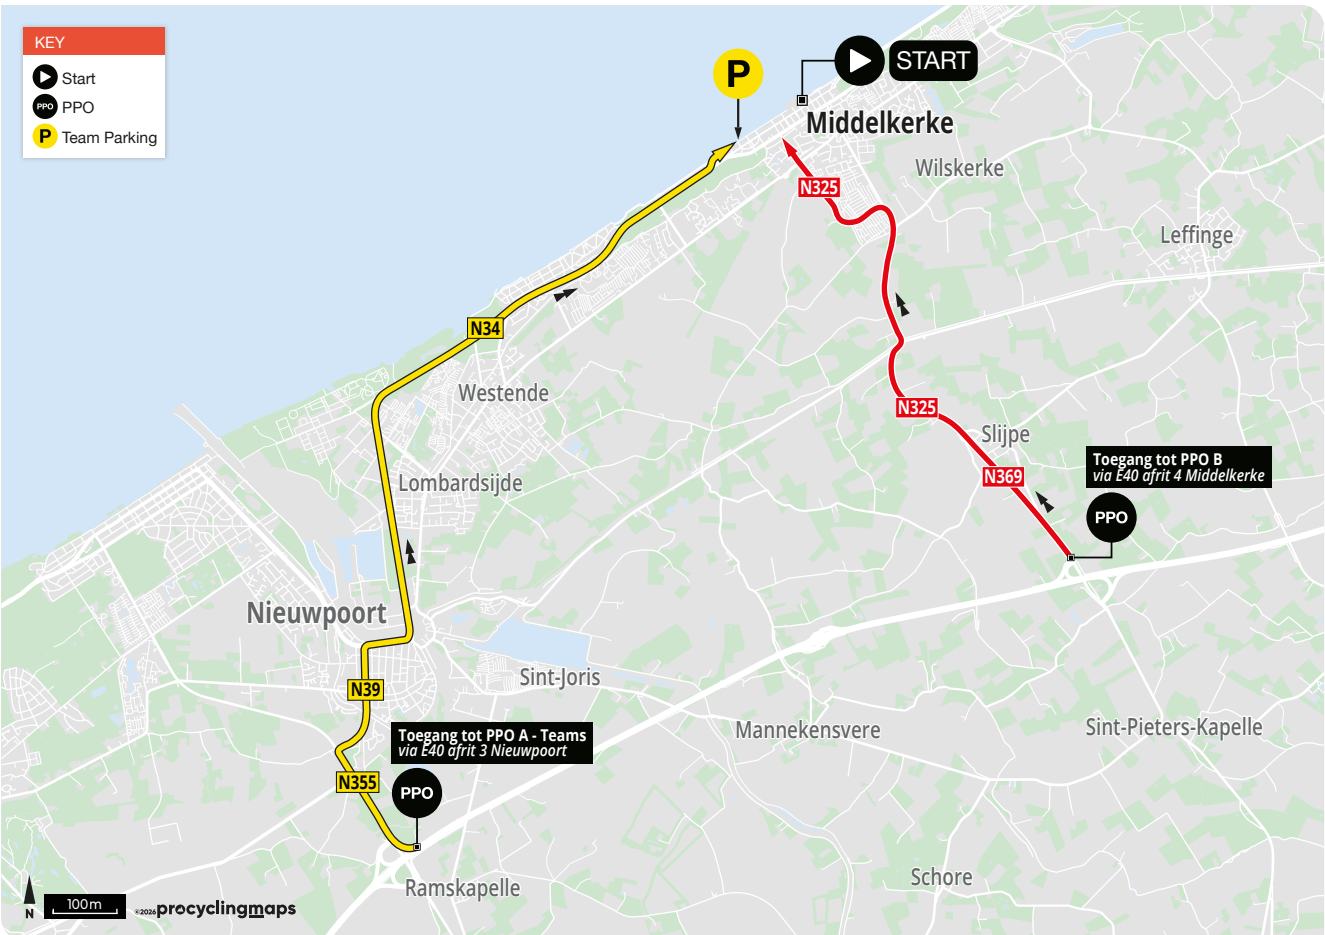 KEY
Start
PPO PPO
P Team Parking
P
START
Middelkerke
N325
Wilskerke
Leffinge
N34
Westende
N325
Slijpe
Toegang tot PPO B
via E40 afrit 4 Middelkerke
N369
PPO
Lombardsijde
Nieuwpoort
Sint-Joris
N39
Toegang tot PPO A - Teams
via E40 afrit 3 Nieuwpoort
N355
PPO
Mannekensvere
Sint-Pieters-Kapelle
Ramskapelle
Schore
N
100m
©2026 procyclingmaps